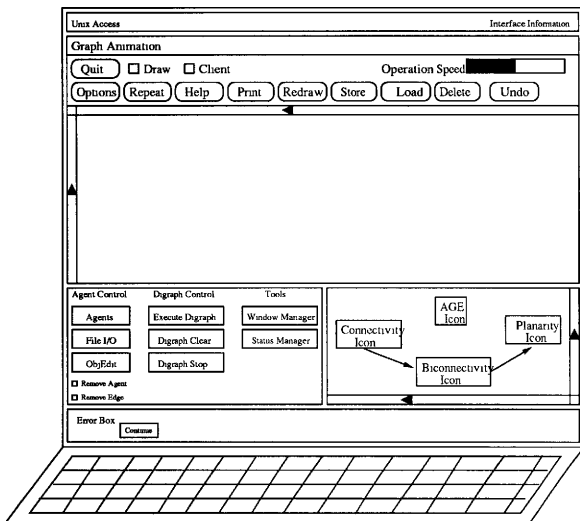 Unix Access Interface Information
Graph Animation
Quit Draw Client Operation Speed
Options Repeat Help Print Redraw Store Load Delete Undo
Agent Control Digraph Control Tools
Agents Execute Digraph Window Manager
File I/O Digraph Clear Status Manager
ObjEdit Digraph Stop
Remove Agent
Remove Edge
AGE
Icon
Connectivity
Icon
Planarity
Icon
Biconnectivity
Icon
Error Box
Continue